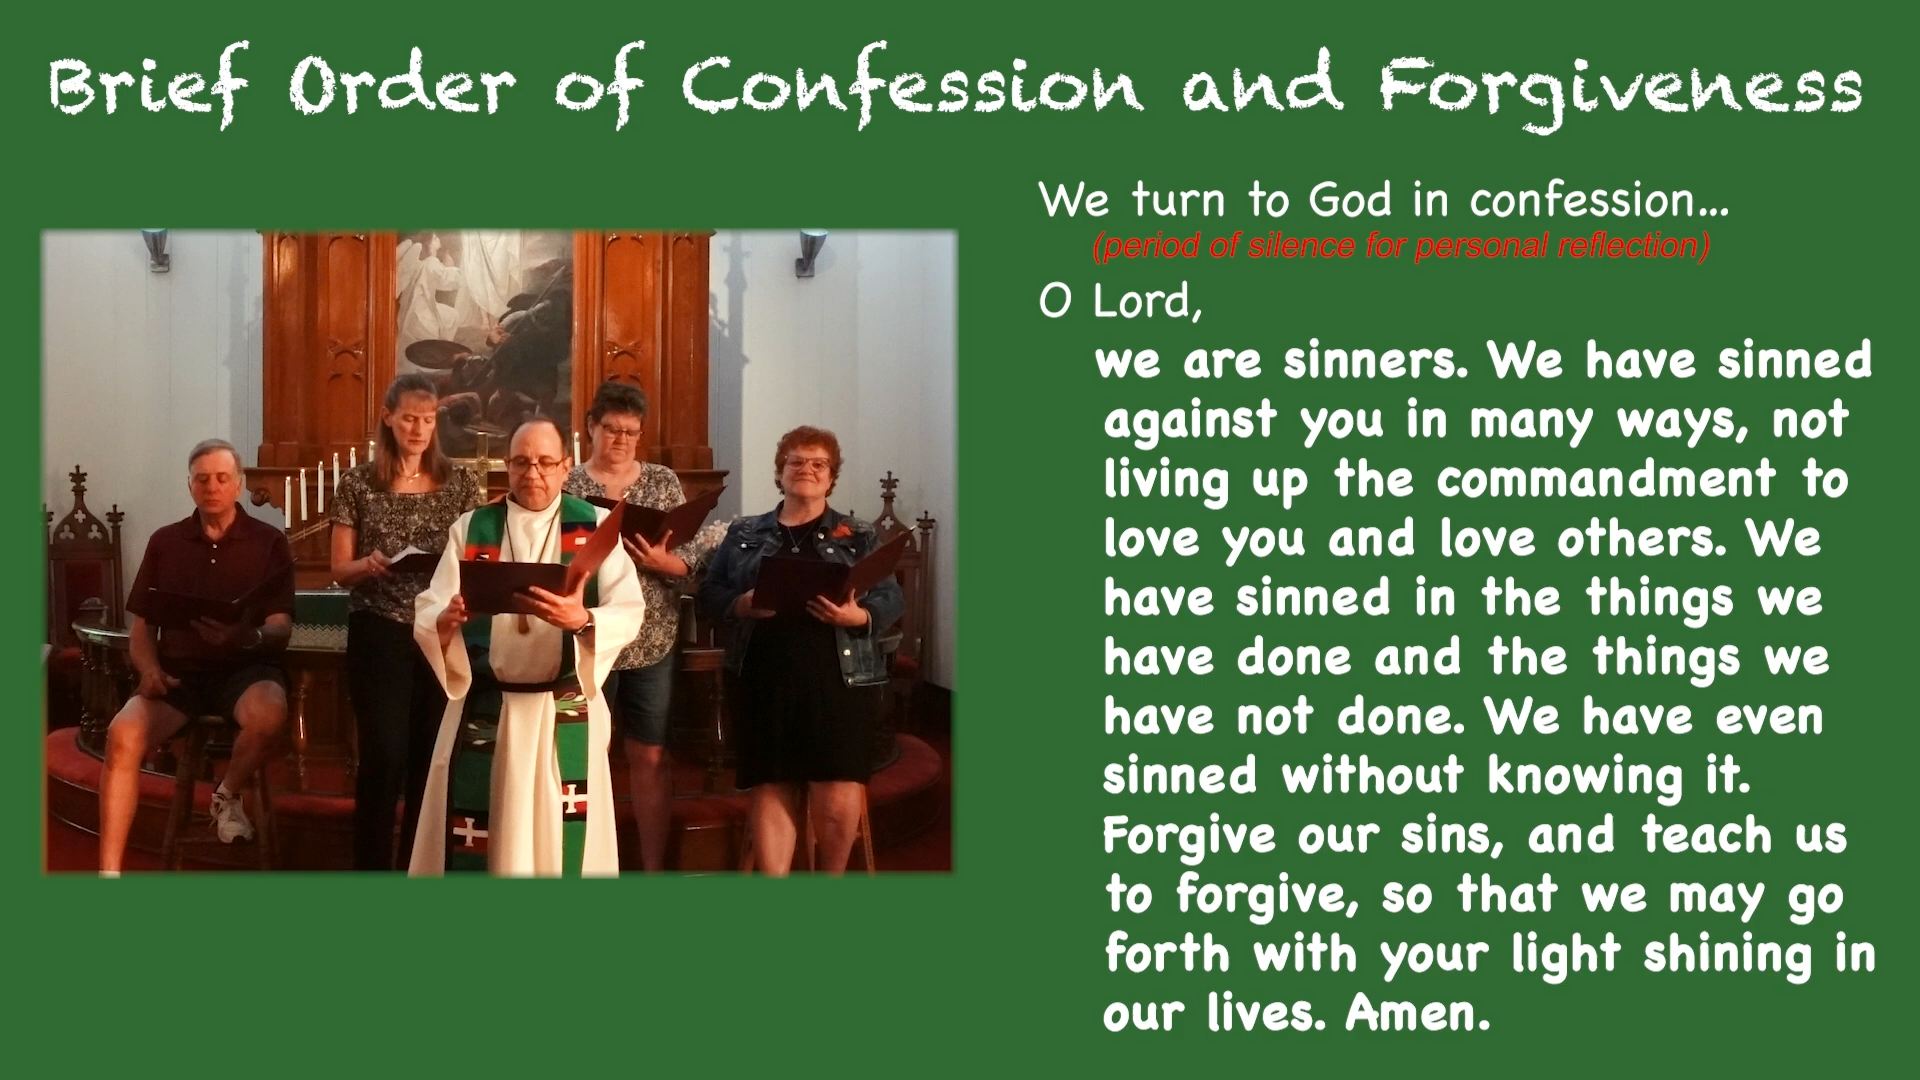 Brief Order of Confession and Forgiveness
We turn to God in confession...
(period of silence for personal reflection)
O Lord,
we are sinners. We have sinned
against you in many ways, not
living up the commandment to
love you and love others. We
have sinned in the things we
have done and the things we
have not done. We have even
sinned without knowing it.
Forgive our sins, and teach us
to forgive, so that we may go
forth with your light shining in
our lives. Amen.